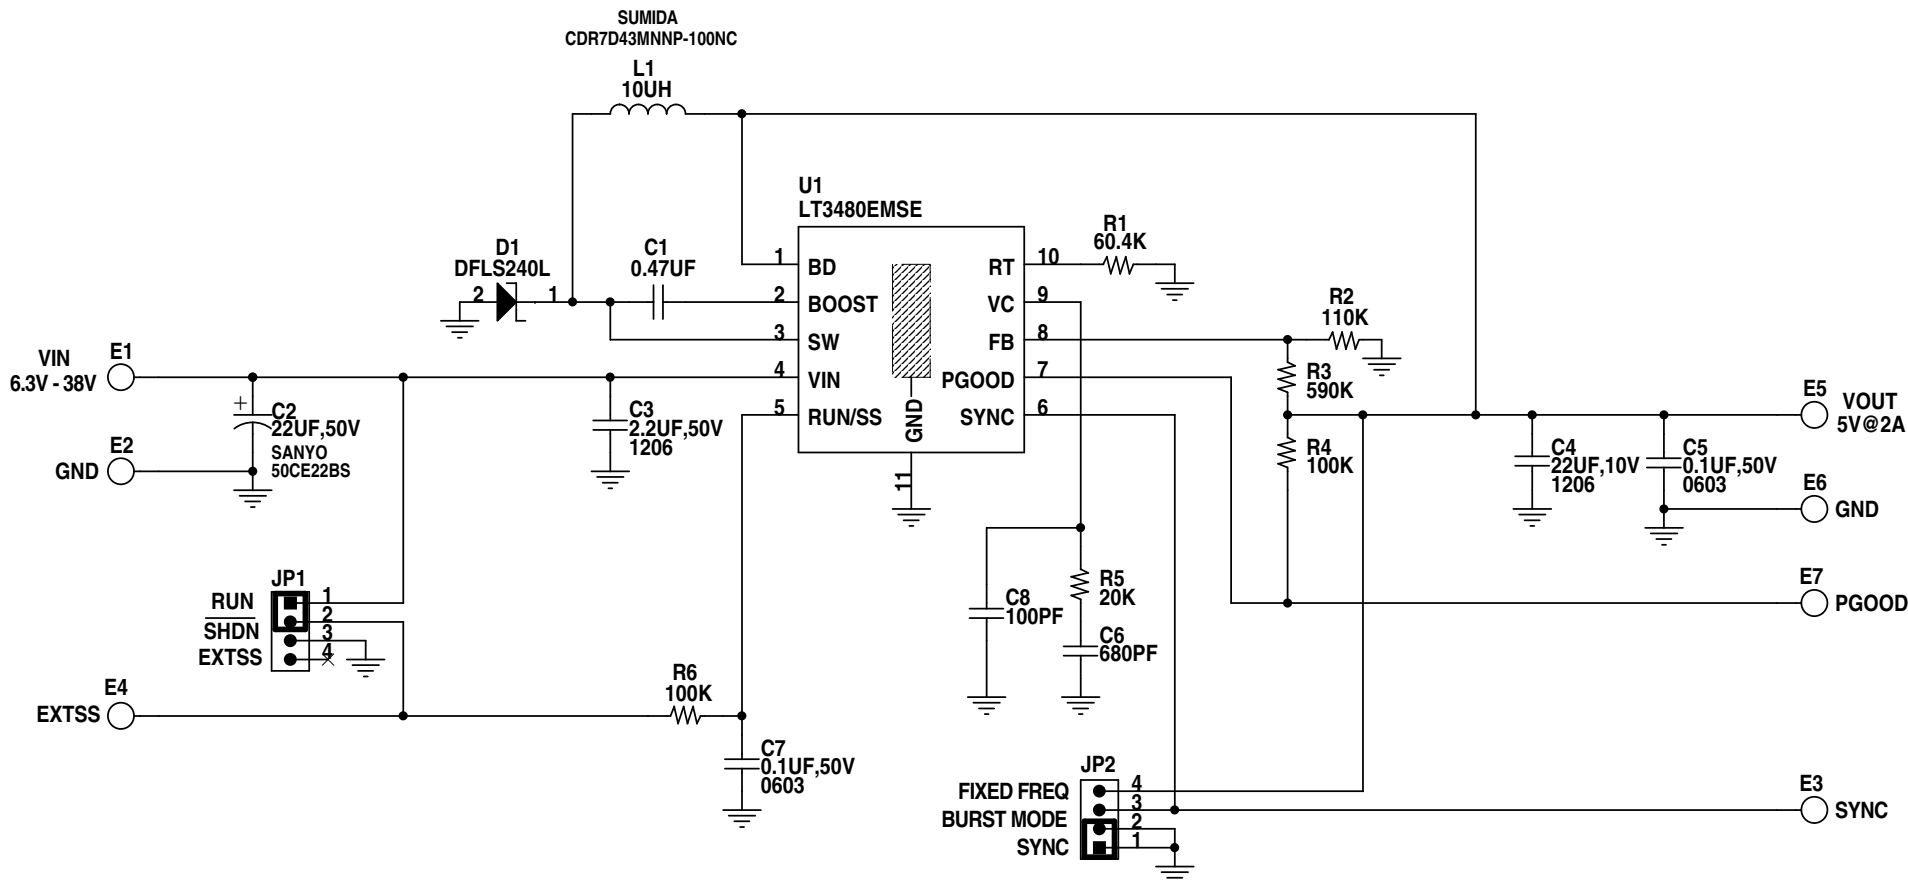 SUMIDA
CDR7D43MNNP-100NC
L1
10UH
U1
LT3480EMSE
D1
DFLS240L
2
1
C1
0.47UF
1
BD
2
BOOST
3
SW
4
VIN
5
RUN/SS
GND
11
RT
10
VC
9
FB
8
PGOOD
7
SYNC
6
R1
60.4K
R2
110K
R3
590K
R4
100K
VIN
6.3V - 38V
E1
E2
GND
+
C2
22UF,50V
SANYO
50CE22BS
C3
2.2UF,50V
1206
E5
VOUT
5V@2A
C4
22UF,10V
1206
C5
0.1UF,50V
0603
E6
GND
E7
PGOOD
JP1
RUN
SHDN
EXTSS
1
2
3
4
E4
EXTSS
R6
100K
C7
0.1UF,50V
0603
C8
100PF
R5
20K
C6
680PF
JP2
FIXED FREQ
BURST MODE
SYNC
4
3
2
1
E3
SYNC